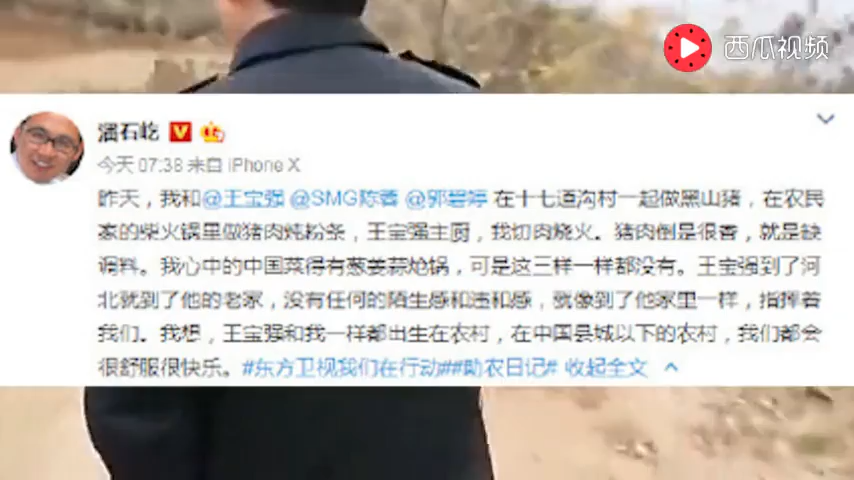 西瓜视频
潘石屹
今天 07:38 来自 iPhone X
昨天，我和@王宝强 @SMG陈蓉 @郭碧婷 在十七道沟村一起做黑山猪，在农民
家的柴火锅里做猪肉炖粉条，王宝强主厨，我切肉烧火。猪肉倒是很香，就是缺
调料。我心中的中国菜得有葱姜蒜炝锅，可是这三样一样都没有。王宝强到了河
北就到了他的老家，没有任何的陌生感和违和感，就像到了他家里一样，指挥着
我们。我想，王宝强和我一样都出生在农村，在中国县城以下的农村，我们都会
很舒服很快乐。#东方卫视我们在行动##助农日记# 收起全文